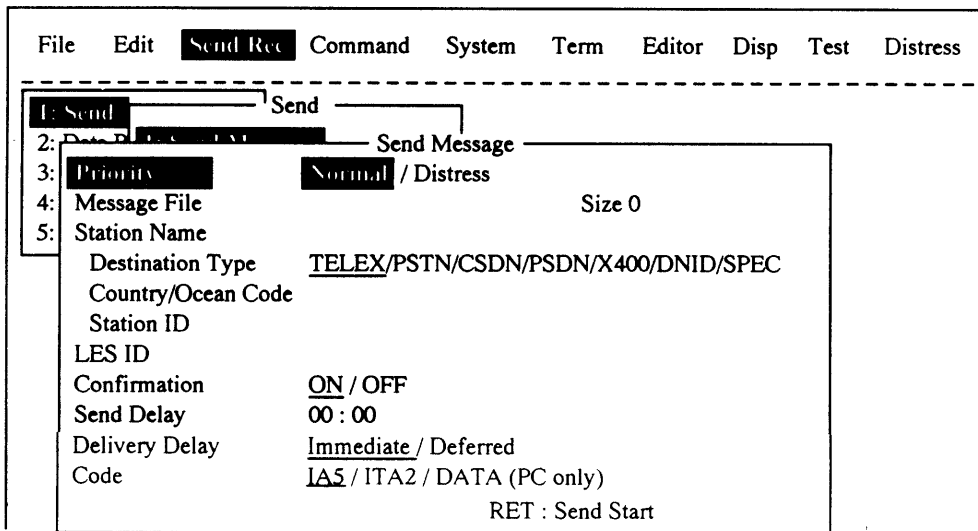 File Edit Send Rec Command System Term Editor Disp Test Distress
1: Send
Send
2:
Send Message
3: Priority Normal / Distress
4: Message File Size 0
5: Station Name
Destination Type TELEX/PSTN/CSDN/PSDN/X400/DNID/SPEC
Country/Ocean Code
Station ID
LES ID
Confirmation ON / OFF
Send Delay 00 : 00
Delivery Delay Immediate / Deferred
Code IA5 / ITA2 / DATA (PC only)
RET : Send Start